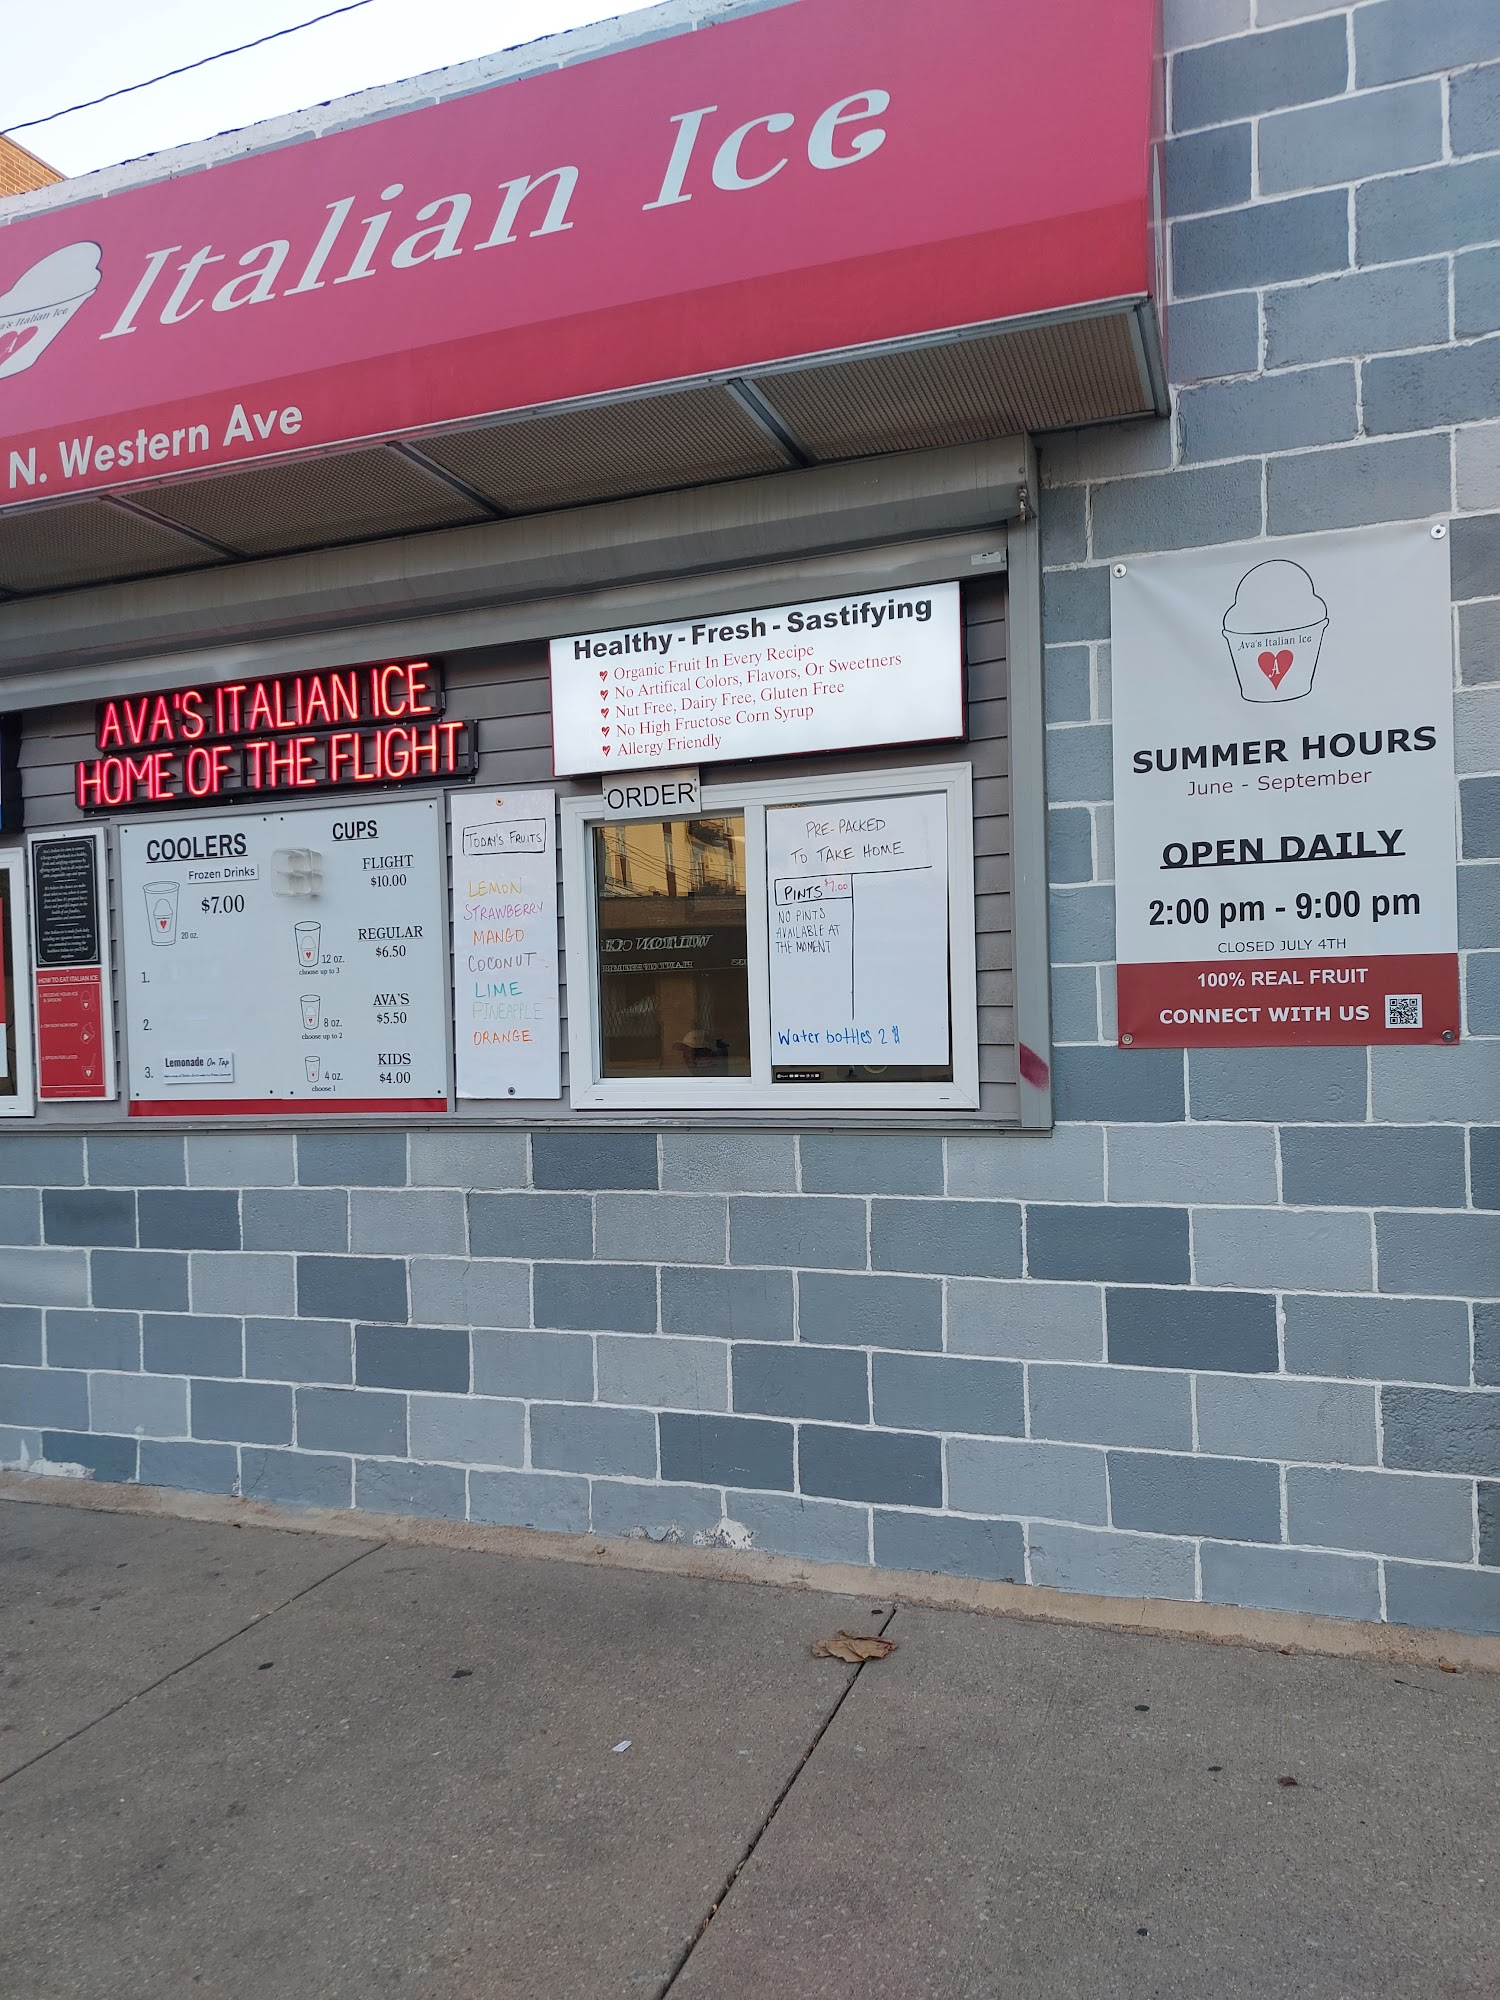 Italian Ice
N. Western Ave
AVA'S ITALIAN ICE
HOME OF THE FLIGHT
Healthy - Fresh - Sastifying
Organic Fruit In Every Recipe
No Artifical Colors, Flavors, Or Sweetners
Nut Free, Dairy Free, Gluten Free
No High Fructose Corn Syrup
Allergy Friendly
HOW TO EAT ITALIAN ICE
COOLERS
Frozen Drinks
$7.00
20 oz.
1.
2.
3. Lemonade On Tap
CUPS
FLIGHT
$10.00
REGULAR
$6.50
12 oz.
choose up to 3
AVA'S
$5.50
8 oz.
choose up to 2
KIDS
$4.00
4 oz.
choose 1
TODAY'S FRUITS
LEMON
STRAWBERRY
MANGO
COCONUT
LIME
PINEAPPLE
ORANGE
ORDER
PRE-PACKED
TO TAKE HOME
PINTS $7.00
NO PINTS
AVAILABLE AT
THE MOMENT
Water bottles 2 $
Ava's Italian Ice
A
SUMMER HOURS
June - September
OPEN DAILY
2:00 pm - 9:00 pm
CLOSED JULY 4TH
100% REAL FRUIT
CONNECT WITH US